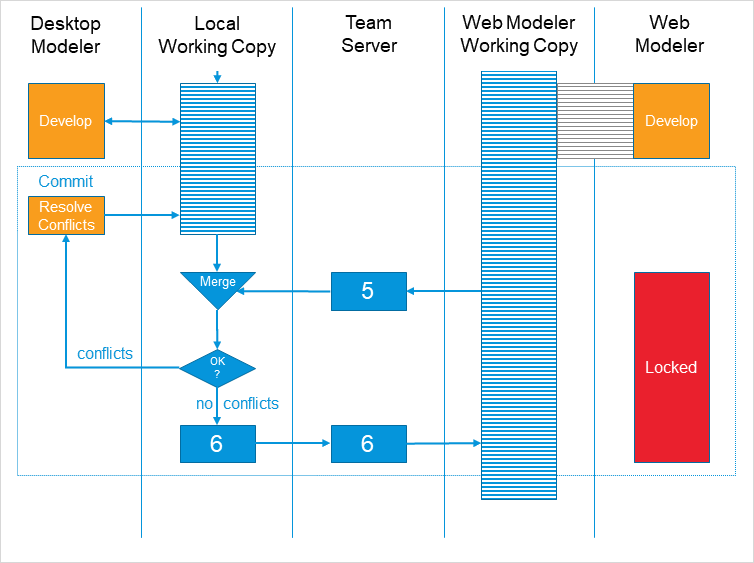 Desktop
Modeler
Local
Working Copy
Team
Server
Web Modeler
Working Copy
Web
Modeler
Develop
Develop
Commit
Resolve
Conflicts
Merge
5
Locked
conflicts
OK
?
no conflicts
6
6